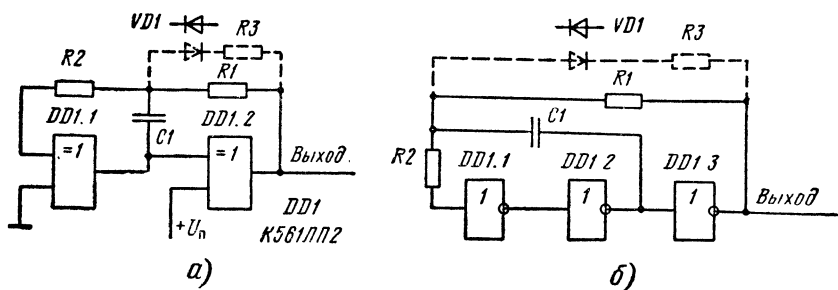 VD1
R3
R2
R1
DD1.1
C1
DD1.2
=1
=1
Выход
+Uп
DD1
К561ЛП2
а)
VD1
R3
R1
C1
R2
DD1.1
DD1 2
DD1 3
1
1
1
Выход
б)